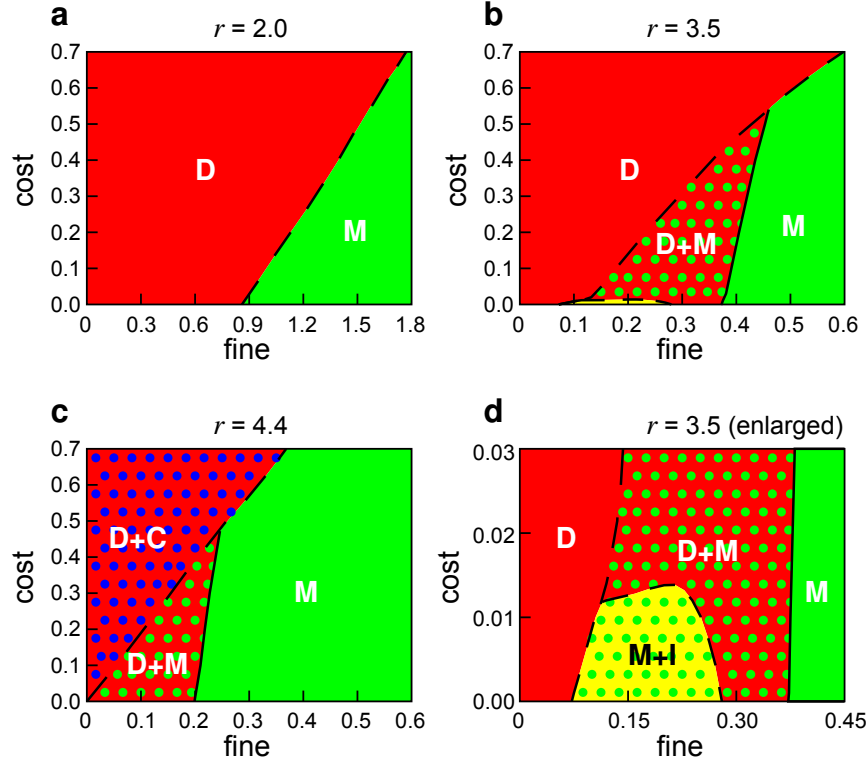 a
r = 2.0
0.7
0.6
0.5
0.4
0.3
0.2
0.1
0.0
cost
D
M
0 0.3 0.6 0.9 1.2 1.5 1.8
fine
b
r = 3.5
0.7
0.6
0.5
0.4
0.3
0.2
0.1
0.0
cost
D
D+M
M
0 0.1 0.2 0.3 0.4 0.5 0.6
fine
c
r = 4.4
0.7
0.6
0.5
0.4
0.3
0.2
0.1
0.0
cost
D+C
D+M
M
0 0.1 0.2 0.3 0.4 0.5 0.6
fine
d
r = 3.5 (enlarged)
0.03
0.02
0.01
0.00
cost
D
D+M
M
M+I
0 0.15 0.30 0.45
fine